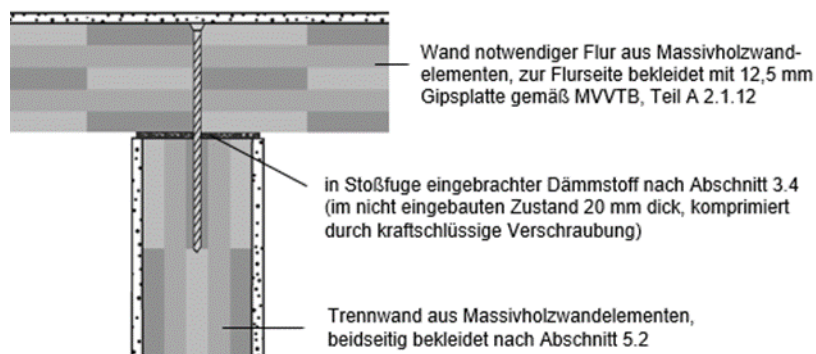 Wand notwendiger Flur aus Massivholzwand-
elementen, zur Flurseite bekleidet mit 12,5 mm
Gipsplatte gemäß MVVTB, Teil A 2.1.12
in Stoßfuge eingebrachter Dämmstoff nach Abschnitt 3.4
(im nicht eingebauten Zustand 20 mm dick, komprimiert
durch kraftschlüssige Verschraubung)
Trennwand aus Massivholzwandelementen,
beidseitig bekleidet nach Abschnitt 5.2